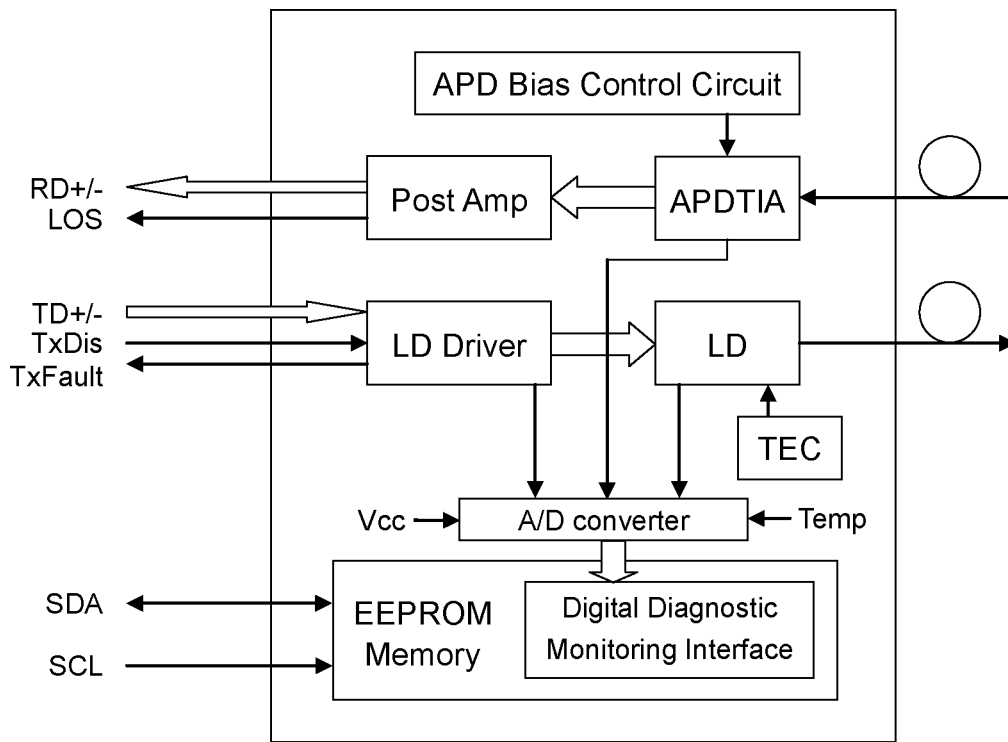 APD Bias Control Circuit
RD+/-
LOS
Post Amp
APDTIA
TD+/-
TxDis
TxFault
LD Driver
LD
TEC
Vcc
A/D converter
Temp
SDA
SCL
EEPROM
Memory
Digital Diagnostic
Monitoring Interface